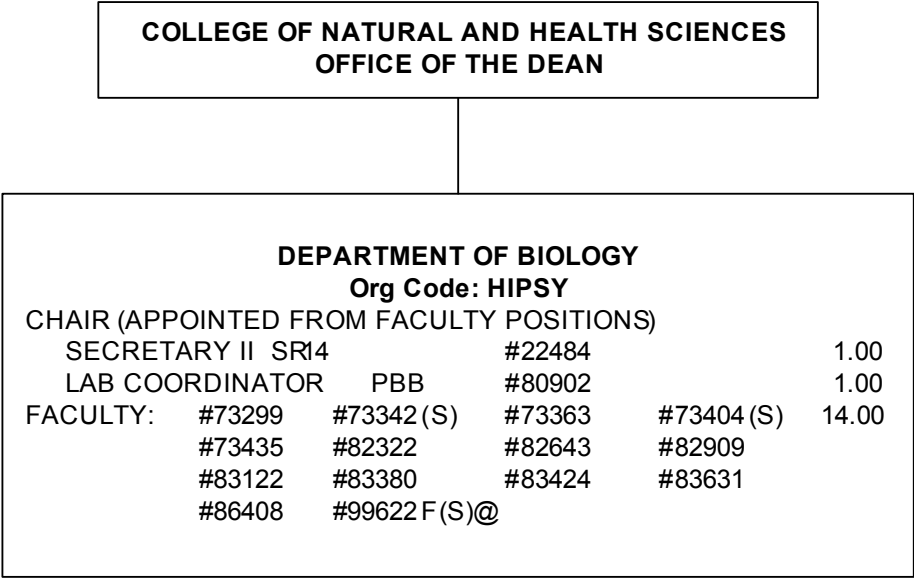 COLLEGE OF NATURAL AND HEALTH SCIENCES
OFFICE OF THE DEAN
DEPARTMENT OF BIOLOGY
Org Code: HIPSY
CHAIR (APPOINTED FROM FACULTY POSITIONS)
SECRETARY II SR14 #22484 1.00
LAB COORDINATOR PBB #80902 1.00
FACULTY: #73299 #73342 (S) #73363 #73404 (S) 14.00
#73435 #82322 #82643 #82909
#83122 #83380 #83424 #83631
#86408 #99622 F (S)@